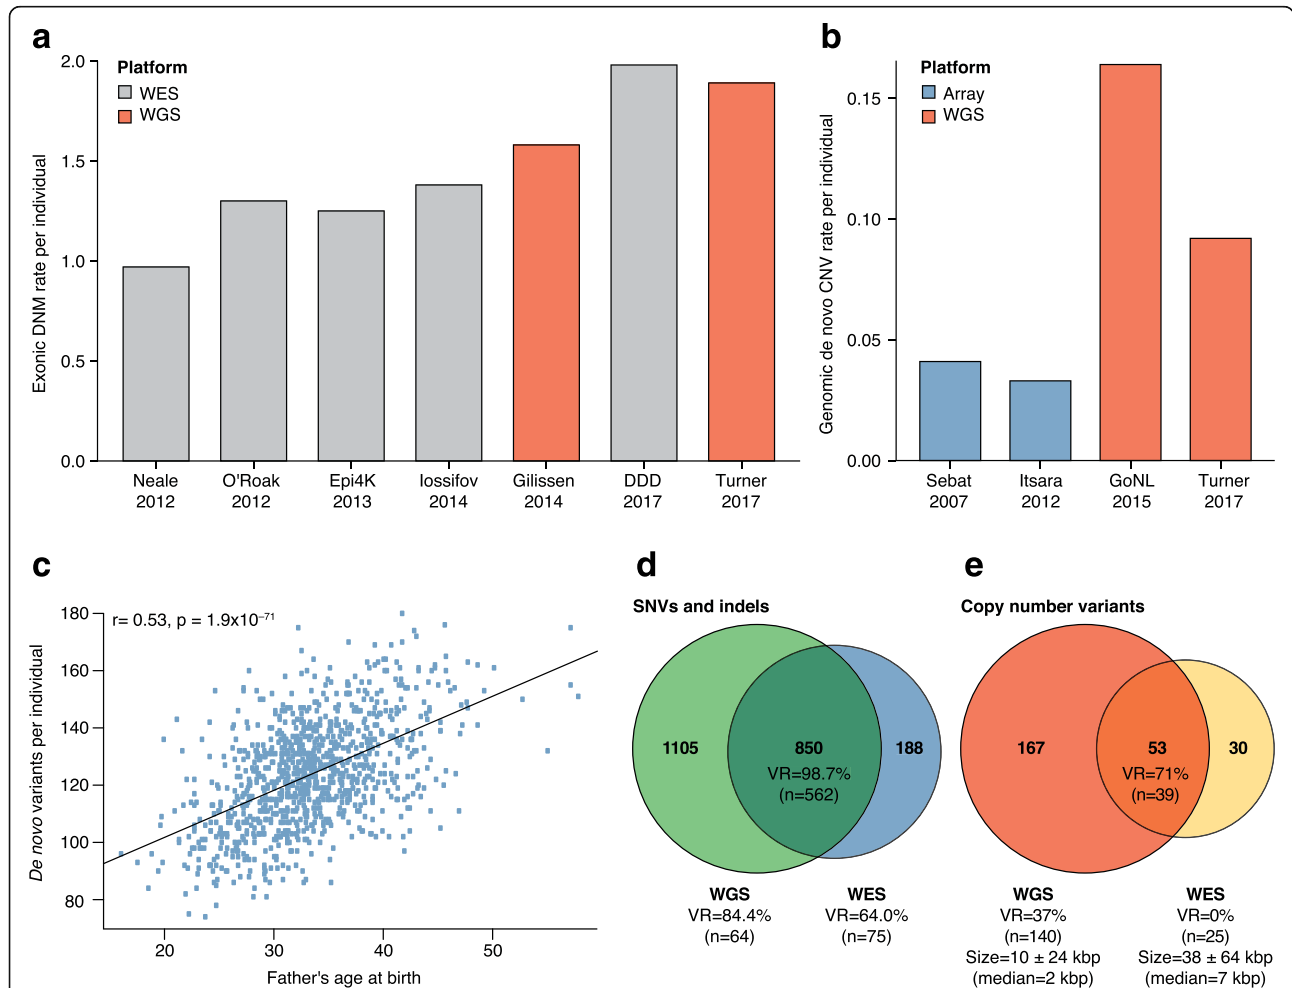 a
Platform
WES
WGS
Exonic DNM rate per individual
2.0
1.5
1.0
0.5
0.0
Neale
2012
O'Roak
2012
Epi4K
2013
Iossifov
2014
Gilissen
2014
DDD
2017
Turner
2017
b
Platform
Array
WGS
Genomic de novo CNV rate per individual
0.15
0.10
0.05
0.00
Sebat
2007
Itsara
2012
GoNL
2015
Turner
2017
c
r= 0.53, p = 1.9x10⁻⁷¹
De novo variants per individual
180
160
140
120
100
80
20
30
40
50
Father's age at birth
d
SNVs and indels
1105
850
VR=98.7%
(n=562)
188
WGS
VR=84.4%
(n=64)
WES
VR=64.0%
(n=75)
e
Copy number variants
167
53
VR=71%
(n=39)
30
WGS
VR=37%
(n=140)
Size=10 ± 24 kbp
(median=2 kbp)
WES
VR=0%
(n=25)
Size=38 ± 64 kbp
(median=7 kbp)